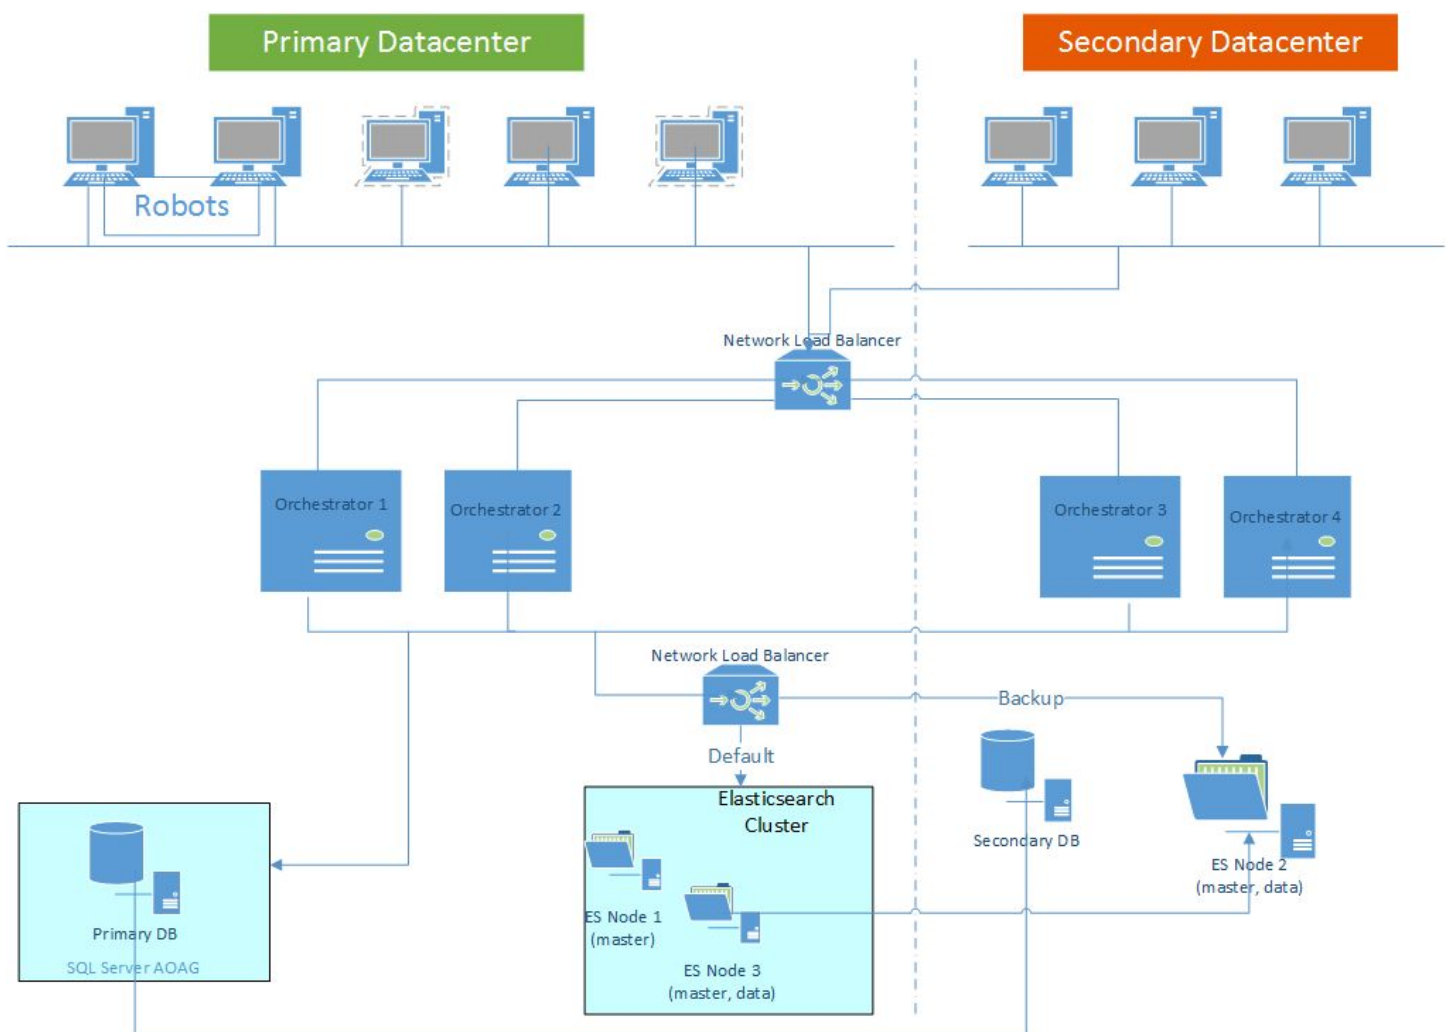 Primary Datacenter
Secondary Datacenter
Robots
Network Load Balancer
Orchestrator 1
Orchestrator 2
Orchestrator 3
Orchestrator 4
Network Load Balancer
Backup
Default
Elasticsearch
Cluster
Secondary DB
ES Node 2
(master, data)
ES Node 1
(master)
Primary DB
SQL Server AOAG
ES Node 3
(master, data)